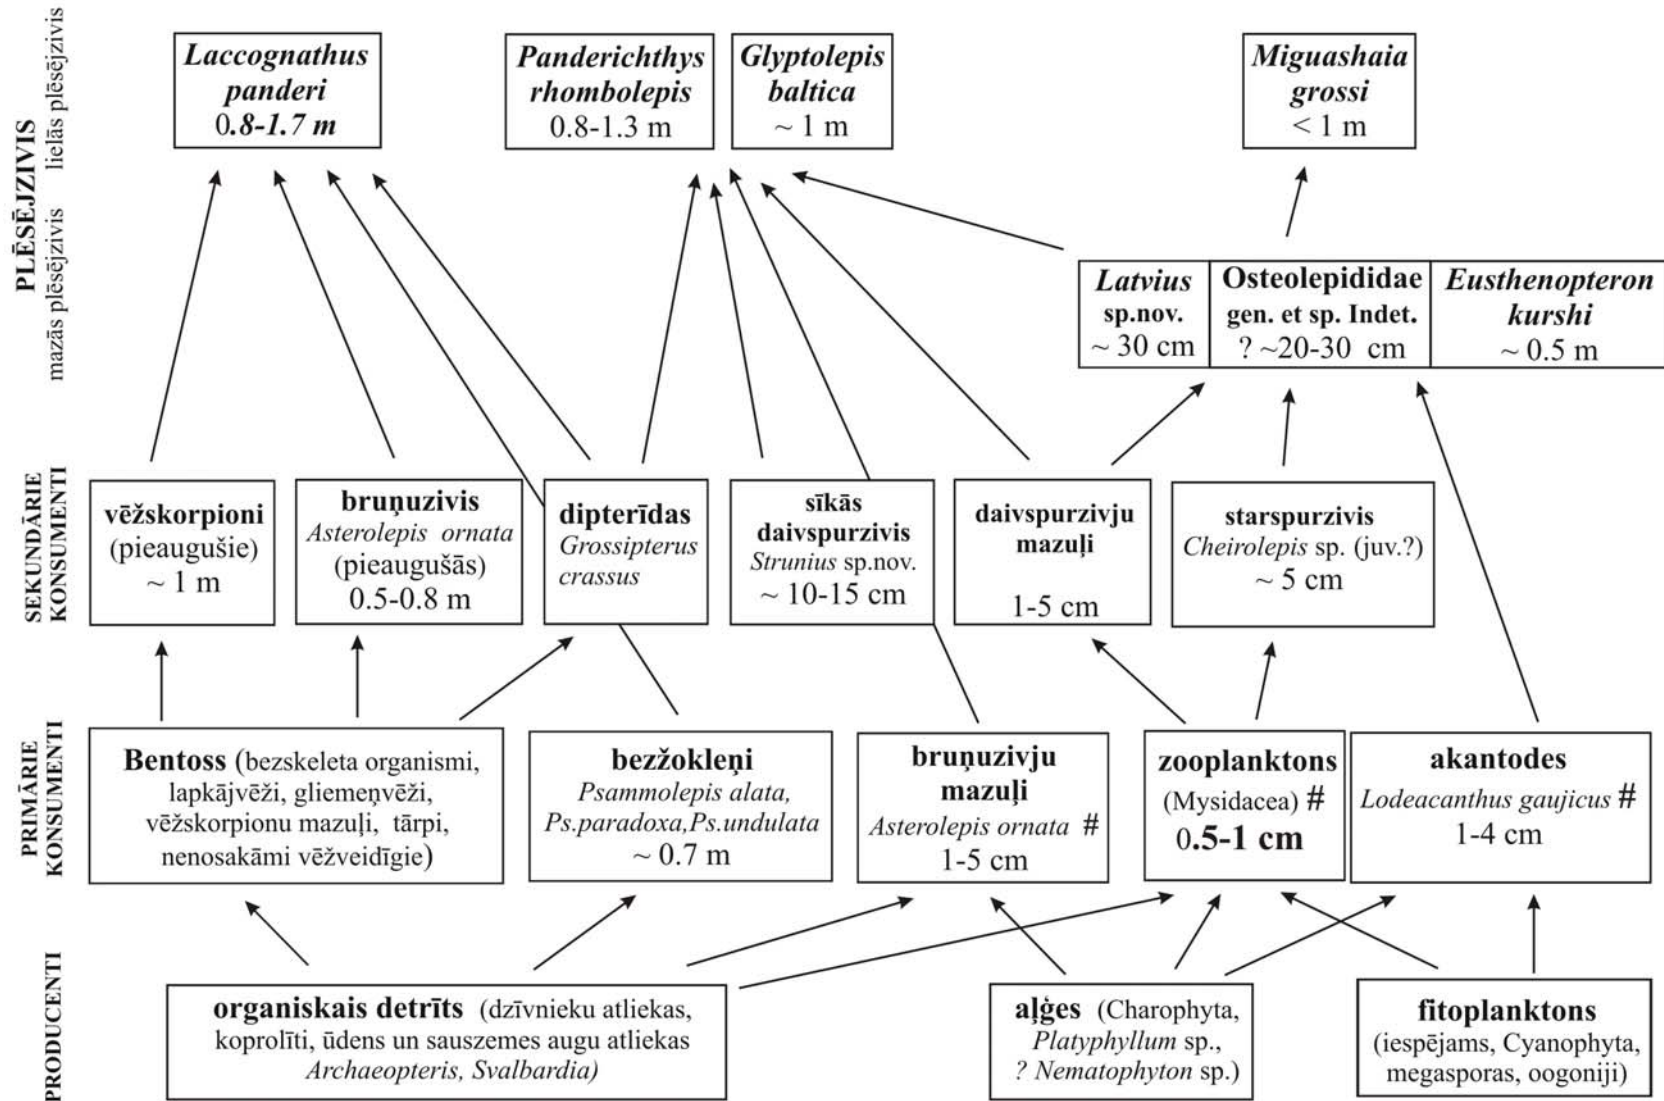 PLĒSĒJZIVIS
lielās plēsējzivis
mazās plēsējzivis
Laccognathus
panderi
0.8-1.7 m
Panderichthys
rhombolepis
0.8-1.3 m
Glyptolepis
baltica
~ 1 m
Miguashaia
grossi
< 1 m
Latvius
sp.nov.
~ 30 cm
Osteolepididae
gen. et sp. Indet.
? ~20-30 cm
Eusthenopteron
kurshi
~ 0.5 m
SEKUNDĀRIE
KONSUMENTI
vēžskorpioni
(pieaugušie)
~ 1 m
bruņuzivis
Asterolepis ornata
(pieaugušās)
0.5-0.8 m
dipterīdas
Grossipterus
crassus
sīkās
daivspurzivis
Strunius sp.nov.
~ 10-15 cm
daivspurzivju
mazuļi
1-5 cm
starspurzivis
Cheirolepis sp. (juv.?)
~ 5 cm
PRIMĀRIE
KONSUMENTI
Bentoss (bezskeleta organismi,
lapkājvēži, gliemeņvēži,
vēžskorpionu mazuļi, tārpi,
nenosakāmi vēžveidīgie)
bezžokleņi
Psammolepis alata,
Ps.paradoxa,Ps.undulata
~ 0.7 m
bruņuzivju
mazuļi
Asterolepis ornata #
1-5 cm
zooplanktons
(Mysidacea) #
0.5-1 cm
akantodes
Lodeacanthus gaujicus #
1-4 cm
PRODUCENTI
organiskais detrīts (dzīvnieku atliekas,
koprolīti, ūdens un sauszemes augu atliekas
Archaeopteris, Svalbardia)
aļģes (Charophyta,
Platyphyllum sp.,
? Nematophyton sp.)
fitoplanktons
(iespējams, Cyanophyta,
megasporas, oogoniji)